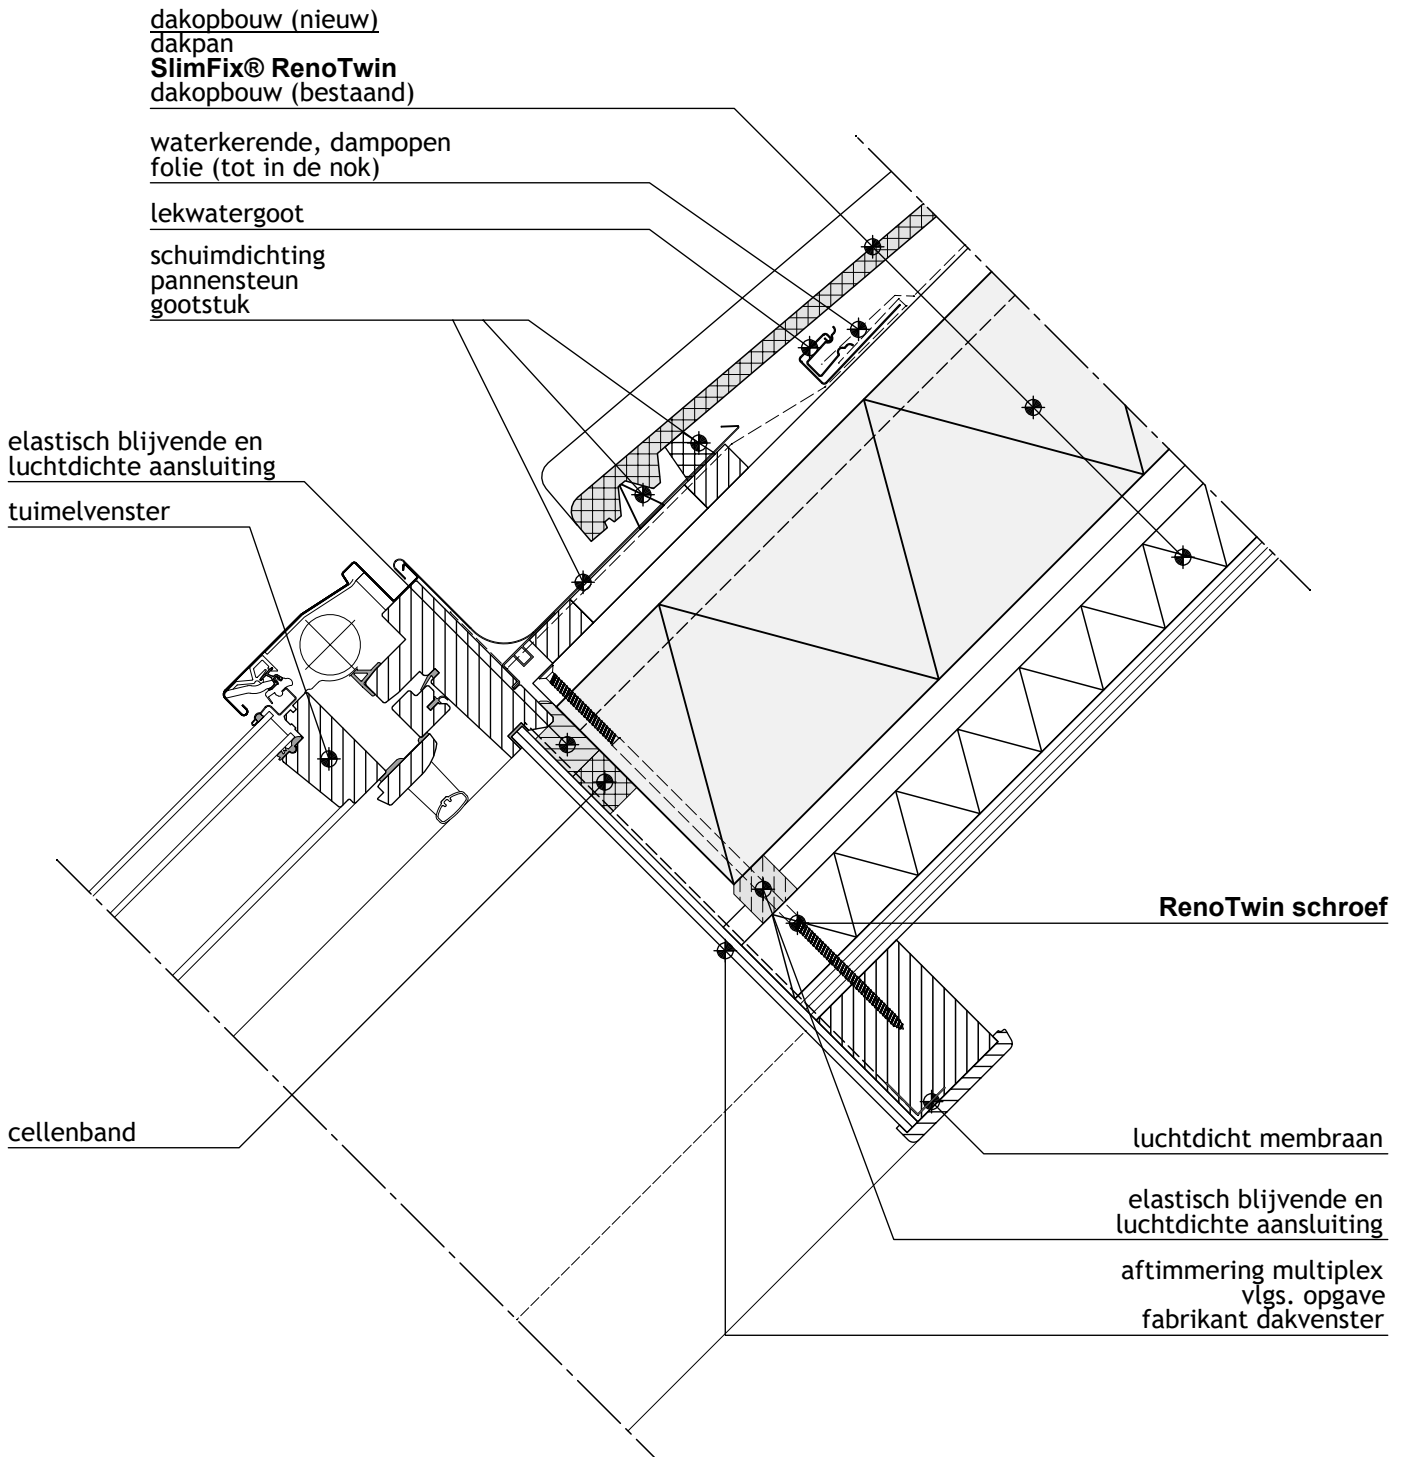 dakopbouw (nieuw)
dakpan
SlimFix® RenoTwin
dakopbouw (bestaand)
waterkerende, dampopen
folie (tot in de nok)
lekwatergoot
schuimdichting
pannensteun
gootstuk
elastisch blijvende en
luchtdichte aansluiting
tuimelvenster
RenoTwin schroef
cellenband
luchtdicht membraan
elastisch blijvende en
luchtdichte aansluiting
aftimmering multiplex
vlgs. opgave
fabrikant dakvenster